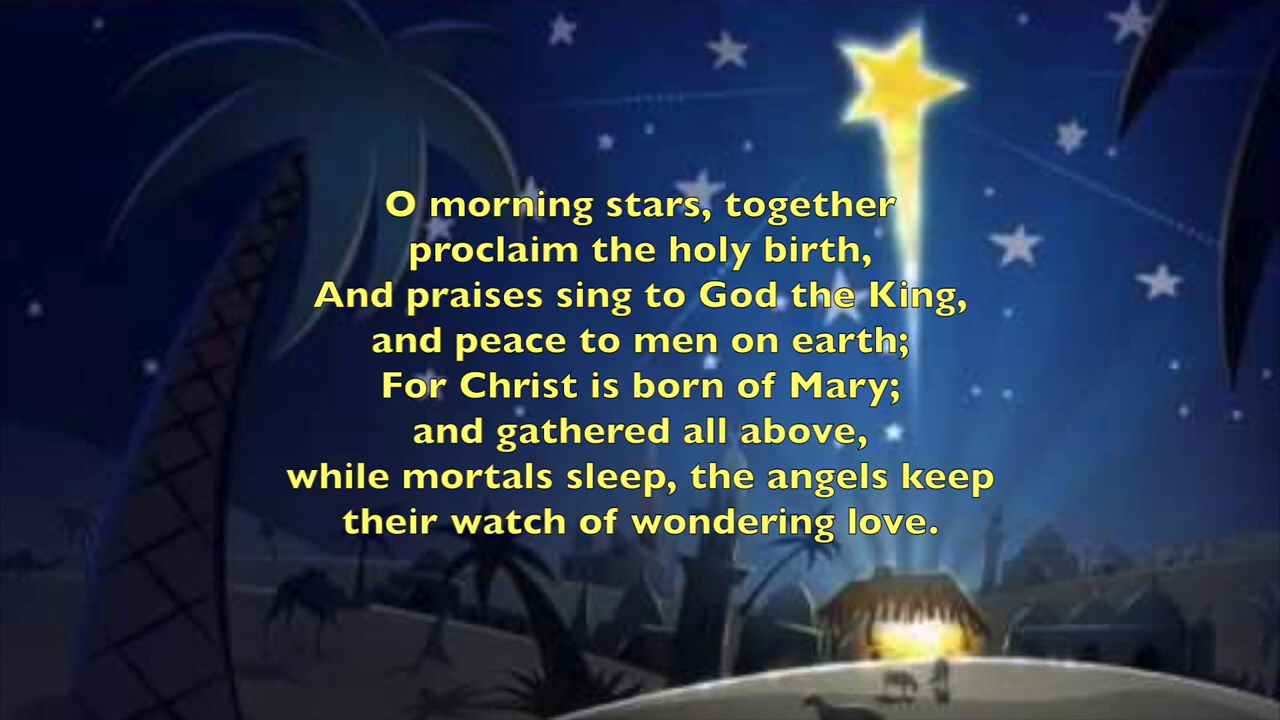 O morning stars, together
proclaim the holy birth,
And praises sing to God the King,
and peace to men on earth;
For Christ is born of Mary;
and gathered all above,
while mortals sleep, the angels keep
their watch of wondering love.